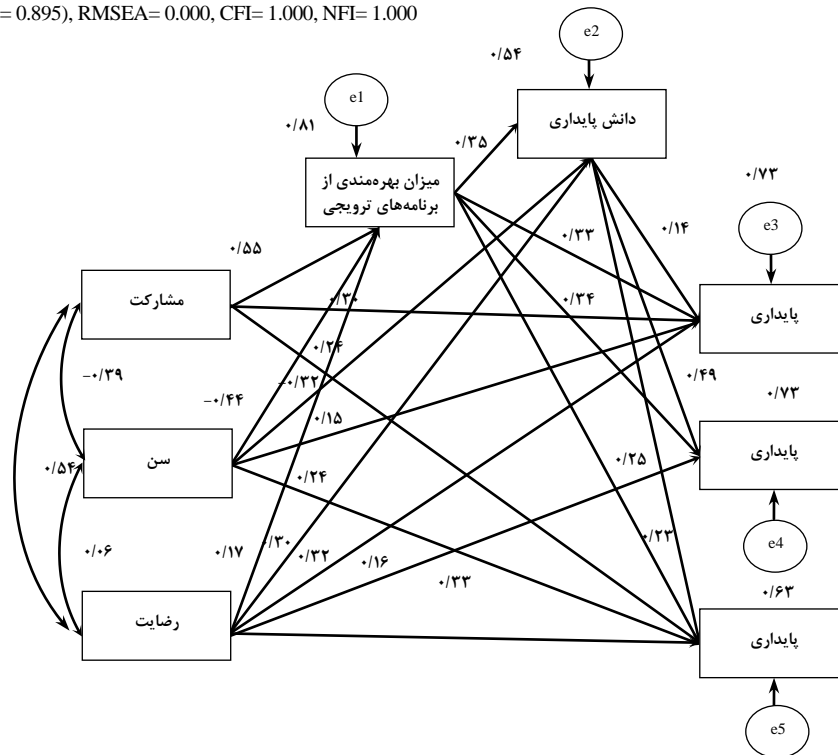 = 0.895), RMSEA= 0.000, CFI= 1.000, NFI= 1.000
e2
۰/۵۴
e1
دانش پایداری
۰/۸۱
۰/۳۵
میزان بهره‌مندی از
برنامه‌های ترویجی
۰/۷۳
e3
۰/۵۵
۰/۳۳
۰/۱۴
مشارکت
۰/۳۰
۰/۳۴
پایداری
۰/۲۴
−۰/۳۹
−۰/۳۲
۰/۴۹
−۰/۴۴
۰/۷۳
۰/۱۵
سن
پایداری
۰/۵۴
۰/۲۴
۰/۲۵
۰/۰۶
۰/۱۷
۰/۳۰
۰/۳۲
۰/۱۶
۰/۲۳
e4
۰/۳۳
۰/۶۳
رضایت
پایداری
e5